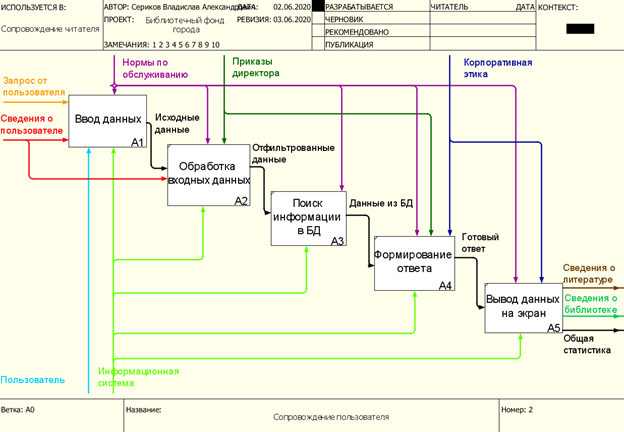 ИСПОЛЬЗУЕТСЯ В:
Сопровождение читателя
АВТОР: Сериков Владислав Александрович
ДАТА: 02.06.2020
ПРОЕКТ: Библиотечный фонд
города
РЕВИЗИЯ: 03.06.2020
ЗАМЕЧАНИЯ: 1 2 3 4 5 6 7 8 9 10
РАЗРАБАТЫВАЕТСЯ
ЧЕРНОВИК
РЕКОМЕНДОВАНО
ПУБЛИКАЦИЯ
ЧИТАТЕЛЬ
ДАТА
КОНТЕКСТ:
Нормы по
обслуживанию
Приказы
директора
Корпоративная
этика
Запрос от
пользователя
Сведения о
пользователе
Ввод данных
A1
Исходные
данные
Обработка
входных данных
A2
Отфильтрованные
данные
Поиск
информации
в БД
A3
Данные из БД
Формирование
ответа
A4
Готовый
ответ
Вывод данных
на экран
A5
Сведения о
литературе
Сведения о
библиотеке
Общая
статистика
Пользователь
Информационная
система
Ветка: A0
Название:
Сопровождение пользователя
Номер: 2